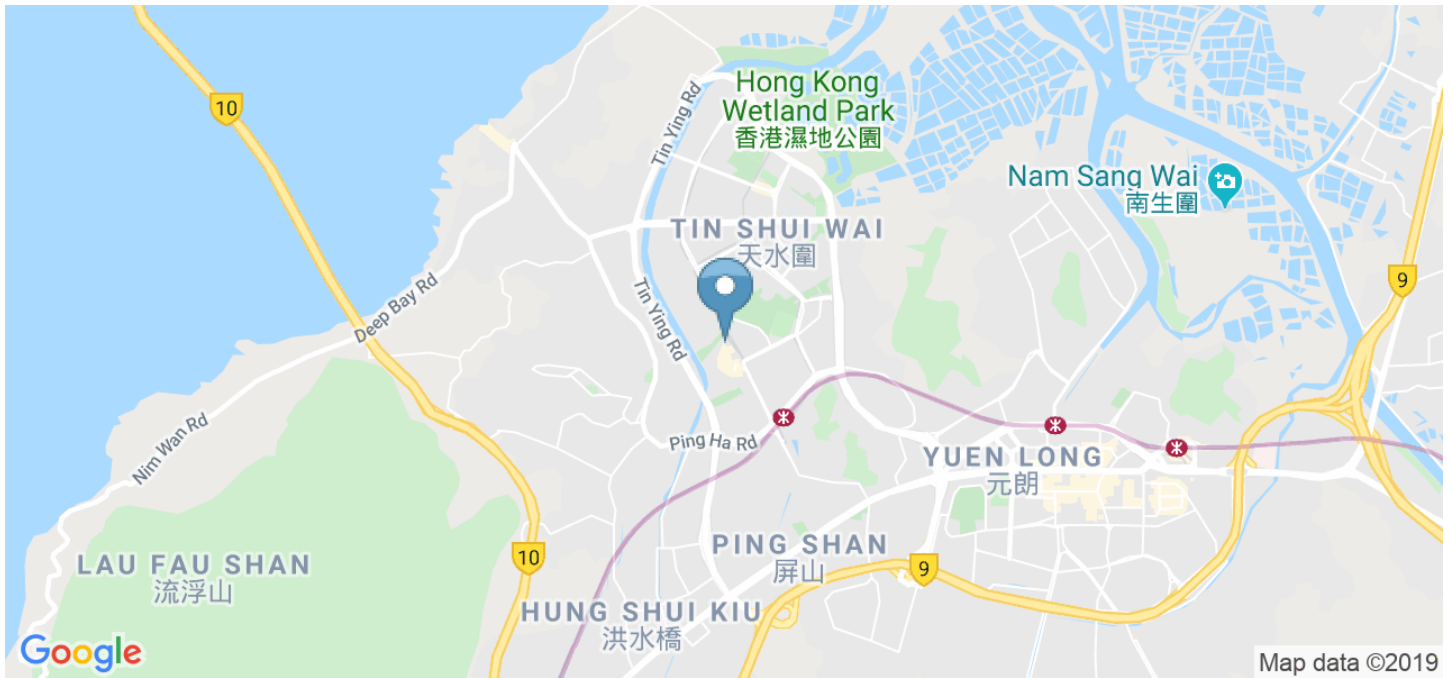 10
Tin Ying Rd
Hong Kong
Wetland Park
香港濕地公園
Nam Sang Wai
南生圍
TIN SHUI WAI
天水圍
9
Deep Bay Rd
Tin Ying Rd
Nim Wan Rd
Ping Ha Rd
YUEN LONG
元朗
LAU FAU SHAN
流浮山
10
PING SHAN
屏山
9
HUNG SHUI KIU
洪水橋
Google
Map data ©2019